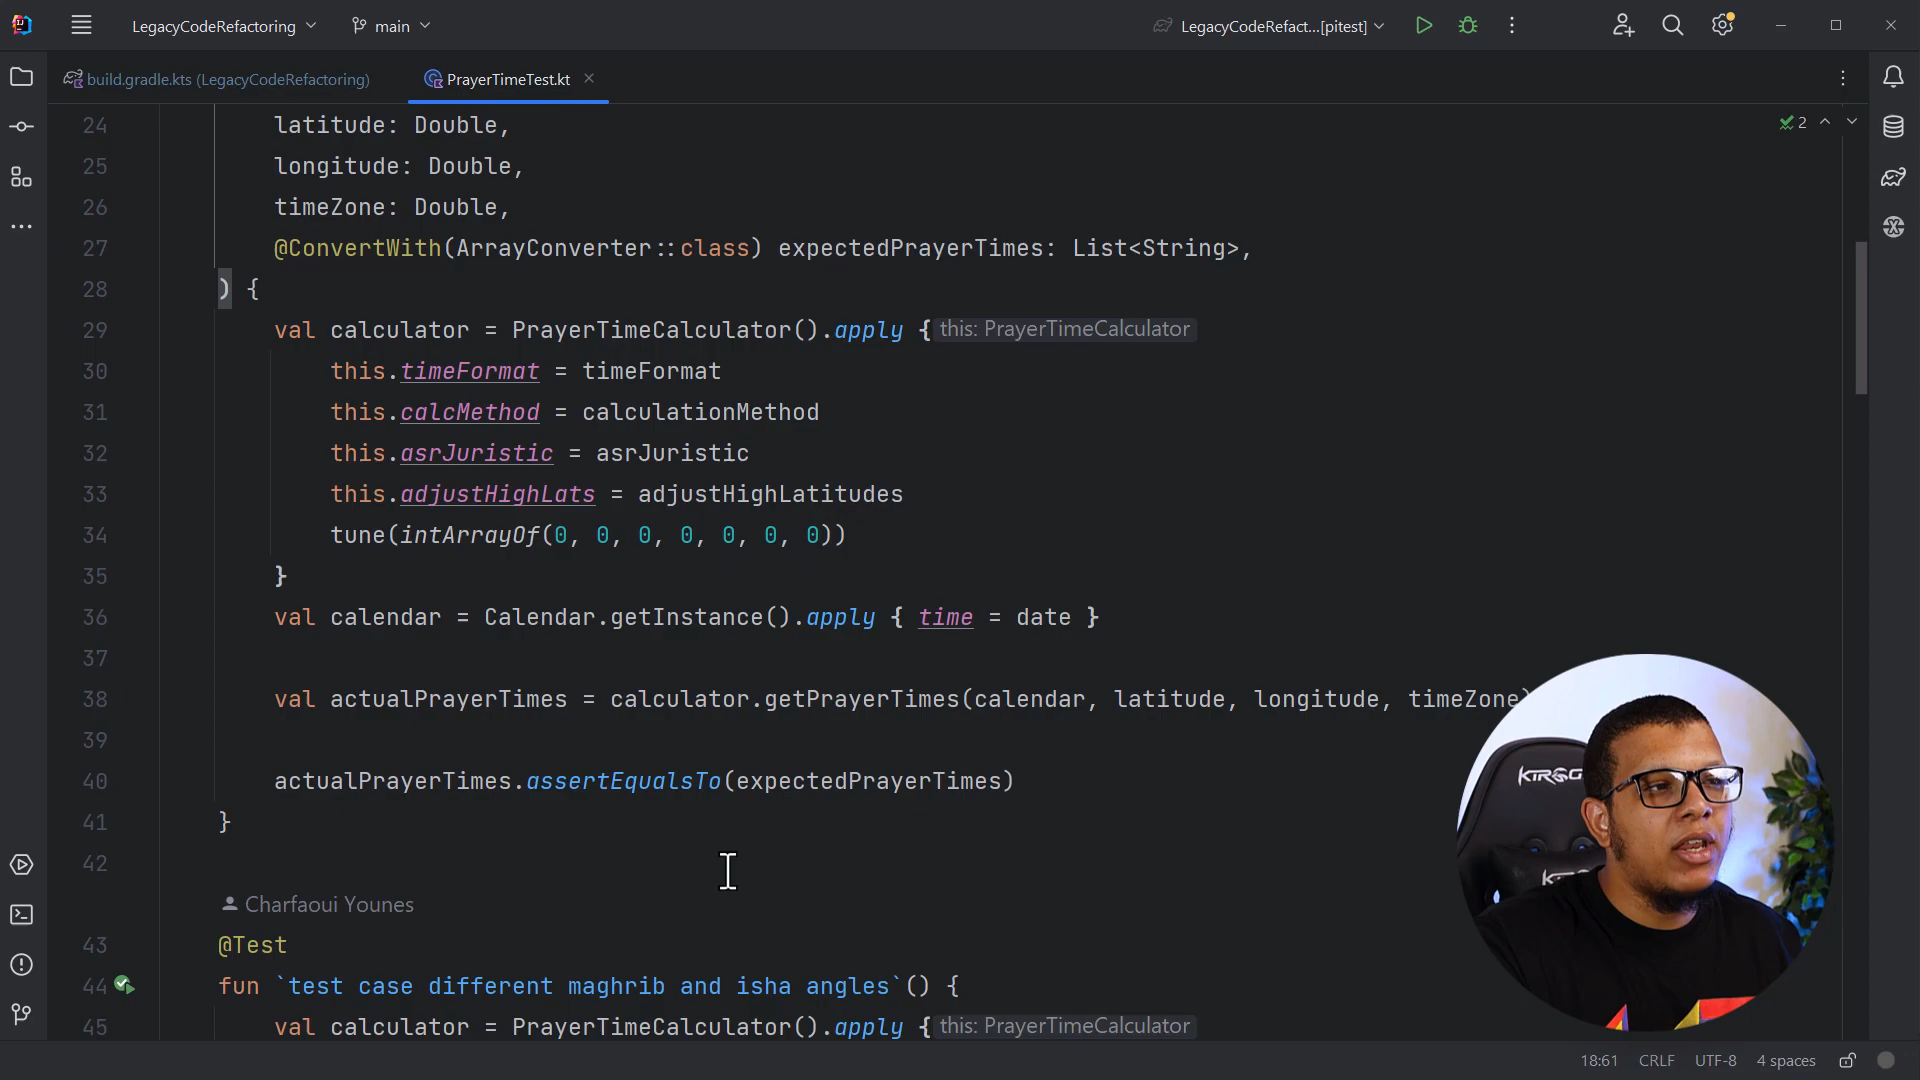 LegacyCodeRefactoring main LegacyCodeRefact...[pitest]
build.gradle.kts (LegacyCodeRefactoring) PrayerTimeTest.kt
24 latitude: Double, 2
25 longitude: Double,
26 timeZone: Double,
27 @ConvertWith(ArrayConverter::class) expectedPrayerTimes: List<String>,
28 ) {
29 val calculator = PrayerTimeCalculator().apply { this: PrayerTimeCalculator
30 this.timeFormat = timeFormat
31 this.calcMethod = calculationMethod
32 this.asrJuristic = asrJuristic
33 this.adjustHighLats = adjustHighLatitudes
34 tune(intArrayOf(0, 0, 0, 0, 0, 0, 0))
35 }
36 val calendar = Calendar.getInstance().apply { time = date }
37
38 val actualPrayerTimes = calculator.getPrayerTimes(calendar, latitude, longitude, timeZone)
39
40 actualPrayerTimes.assertEqualsTo(expectedPrayerTimes)
41 }
42
Charfaoui Younes
43 @Test
44 fun `test case different maghrib and isha angles`() {
45 val calculator = PrayerTimeCalculator().apply { this: PrayerTimeCalculator
18:61 CRLF UTF-8 4 spaces